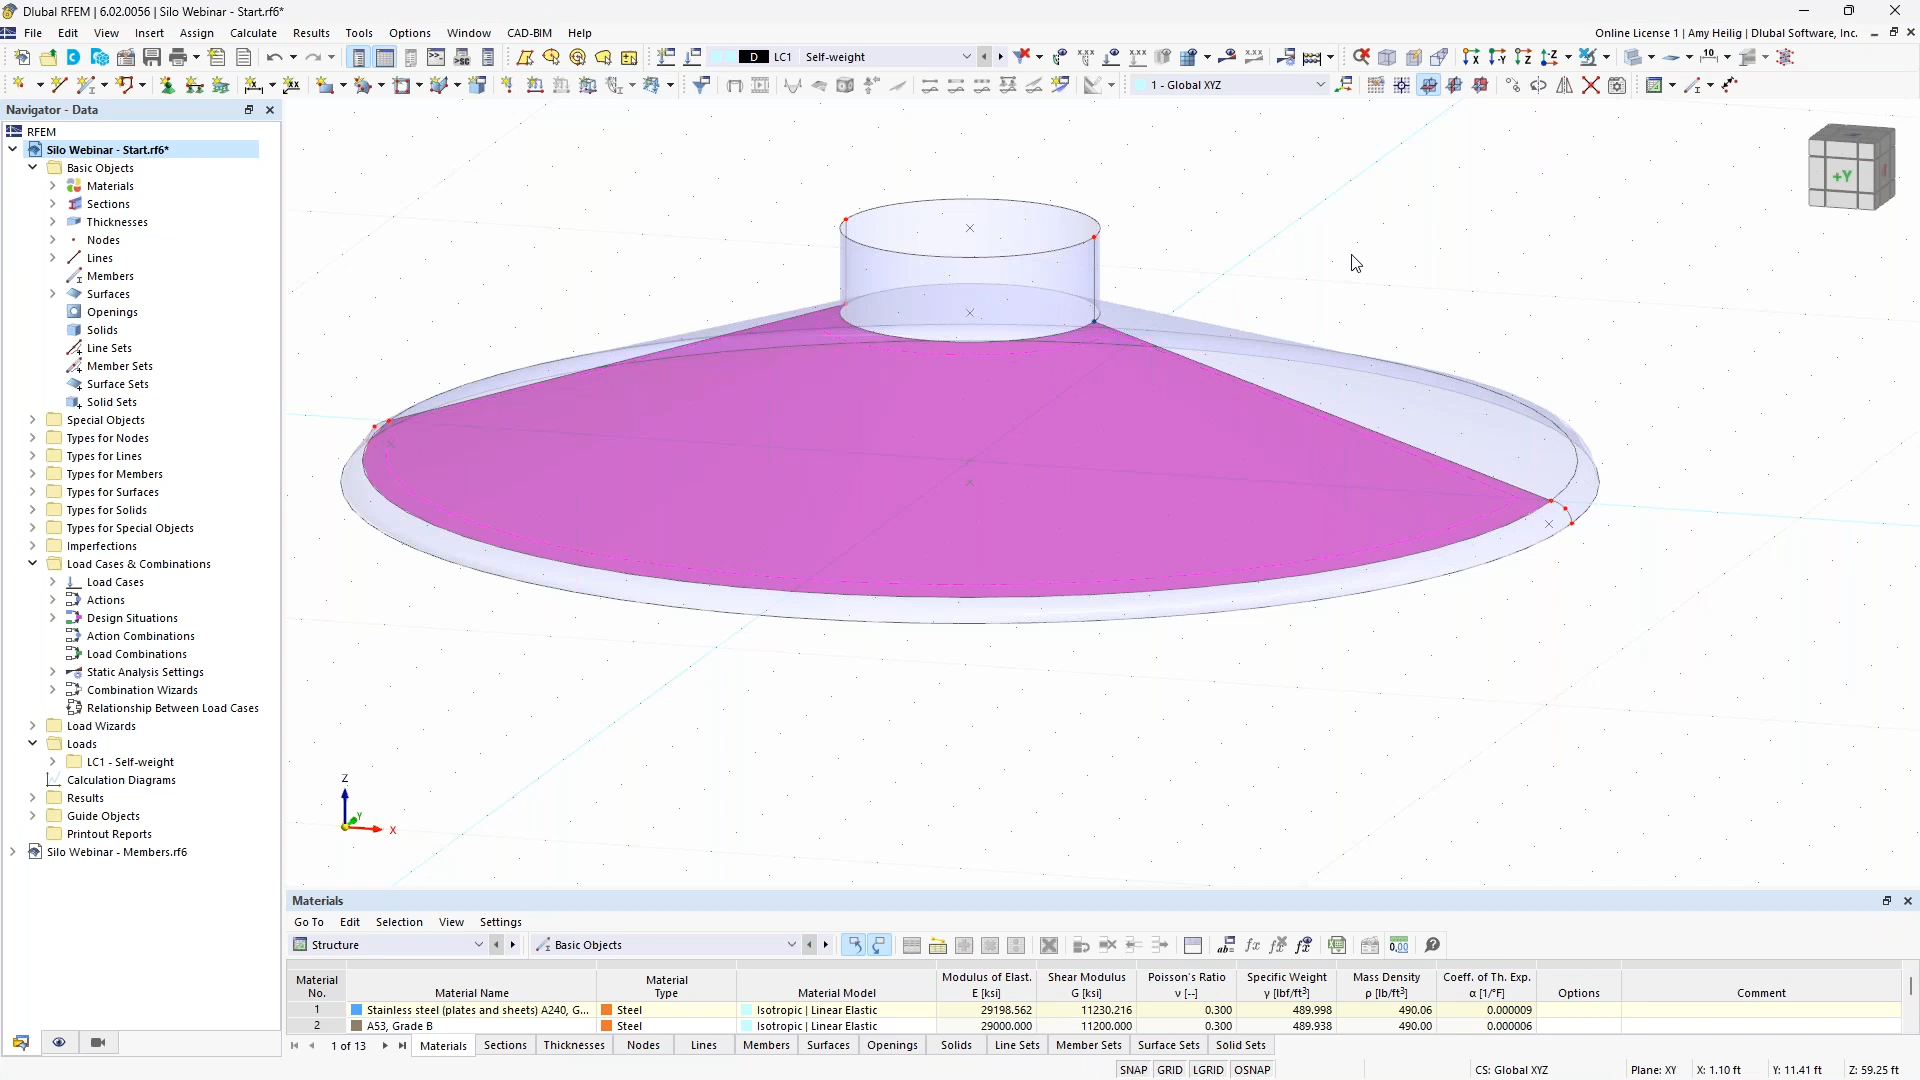 Dlubal RFEM | 6.02.0056 | Silo Webinar - Start.rf6*
File Edit View Insert Assign Calculate Results Tools Options Window CAD-BIM Help
Online License 1 | Amy Heilig | Dlubal Software, Inc.
D LC1 Self-weight
1 - Global XYZ
Navigator - Data
RFEM
Silo Webinar - Start.rf6*
Basic Objects
Materials
Sections
Thicknesses
Nodes
Lines
Members
Surfaces
Openings
Solids
Line Sets
Member Sets
Surface Sets
Solid Sets
Special Objects
Types for Nodes
Types for Lines
Types for Members
Types for Surfaces
Types for Solids
Types for Special Objects
Imperfections
Load Cases & Combinations
Load Cases
Actions
Design Situations
Action Combinations
Load Combinations
Static Analysis Settings
Combination Wizards
Relationship Between Load Cases
Load Wizards
Loads
LC1 - Self-weight
Calculation Diagrams
Results
Guide Objects
Printout Reports
Silo Webinar - Members.rf6
+Y
Z
Y
X
Materials
Go To Edit Selection View Settings
Structure
Basic Objects
Material No. Material Name Material Type Material Model Modulus of Elast. E [ksi] Shear Modulus G [ksi] Poisson's Ratio ν [--] Specific Weight γ [lbf/ft³] Mass Density ρ [lb/ft³] Coeff. of Th. Exp. α [1/°F] Options Comment
1 Stainless steel (plates and sheets) A240, G... Steel Isotropic | Linear Elastic 29198.562 11230.216 0.300 489.998 490.06 0.000009
2 A53, Grade B Steel Isotropic | Linear Elastic 29000.000 11200.000 0.300 489.938 490.00 0.000006
1 of 13 Materials Sections Thicknesses Nodes Lines Members Surfaces Openings Solids Line Sets Member Sets Surface Sets Solid Sets
SNAP GRID LGRID OSNAP CS: Global XYZ Plane: XY X: 1.10 ft Y: 11.41 ft Z: 59.25 ft